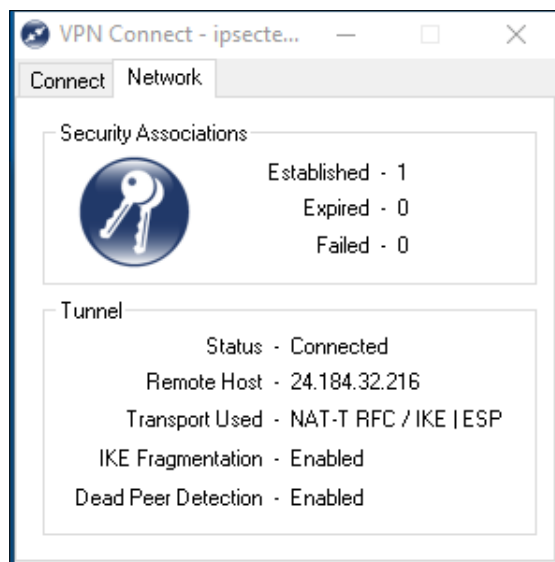 VPN Connect - ipsecte...
Connect Network
Security Associations
Established - 1
Expired - 0
Failed - 0
Tunnel
Status - Connected
Remote Host - 24.184.32.216
Transport Used - NAT-T RFC / IKE | ESP
IKE Fragmentation - Enabled
Dead Peer Detection - Enabled